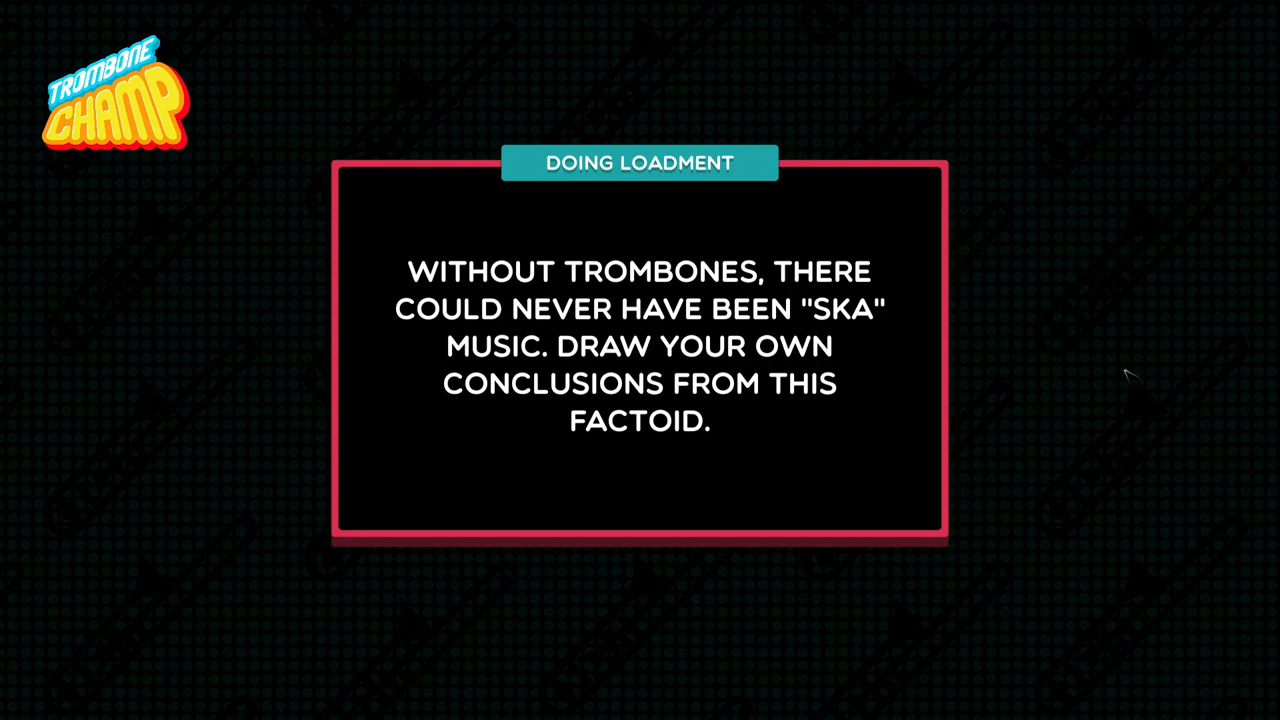 TROMBONE
CHAMP
DOING LOADMENT
WITHOUT TROMBONES, THERE
COULD NEVER HAVE BEEN "SKA"
MUSIC. DRAW YOUR OWN
CONCLUSIONS FROM THIS
FACTOID.